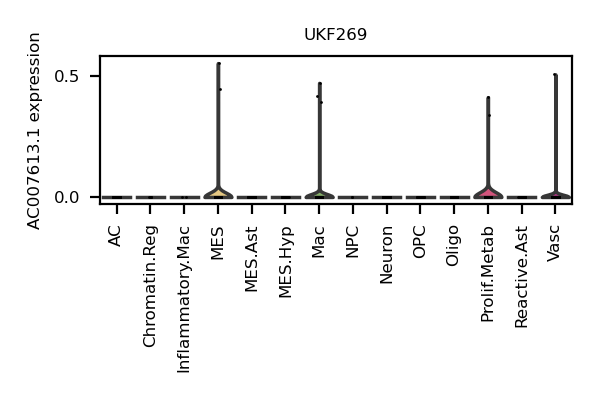 UKF269
AC007613.1 expression
0.5
0.0
AC
Chromatin.Reg
Inflammatory.Mac
MES
MES.Ast
MES.Hyp
Mac
NPC
Neuron
OPC
Oligo
Prolif.Metab
Reactive.Ast
Vasc